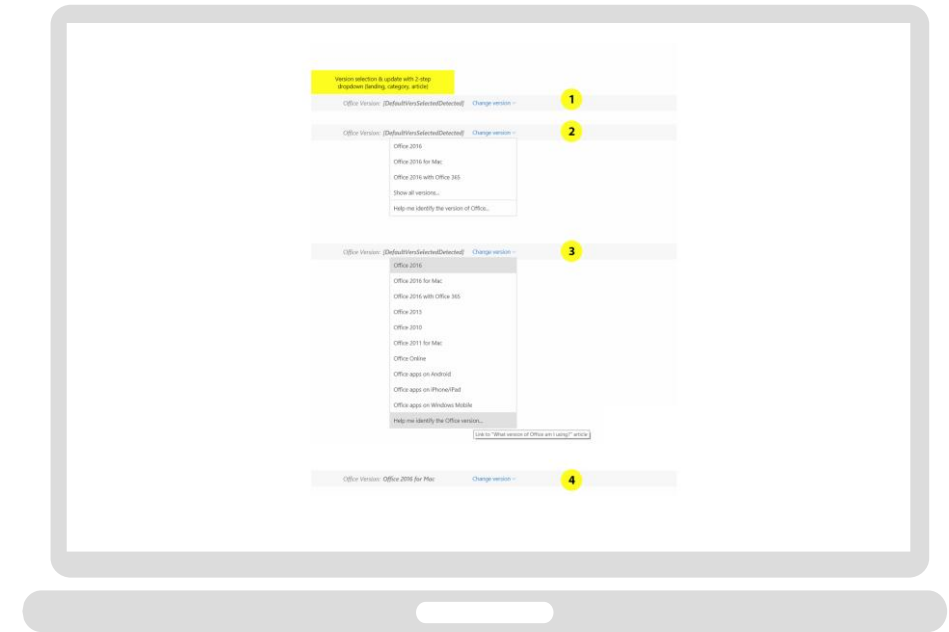 Version selection & update with 2-step
dropdown (landing, category, article)
Office Version: [DefaultVersSelectedDetected] Change version 1
Office Version: [DefaultVersSelectedDetected] Change version 2
Office 2016
Office 2016 for Mac
Office 2016 with Office 365
Show all versions...
Help me identify the version of Office...
Office Version: [DefaultVersSelectedDetected] Change version 3
Office 2016
Office 2016 for Mac
Office 2016 with Office 365
Office 2013
Office 2010
Office 2011 for Mac
Office Online
Office apps on Android
Office apps on iPhone/iPad
Office apps on Windows Mobile
Help me identify the Office version...
Link to "What version of Office am I using?" article
Office Version: Office 2016 for Mac Change version 4